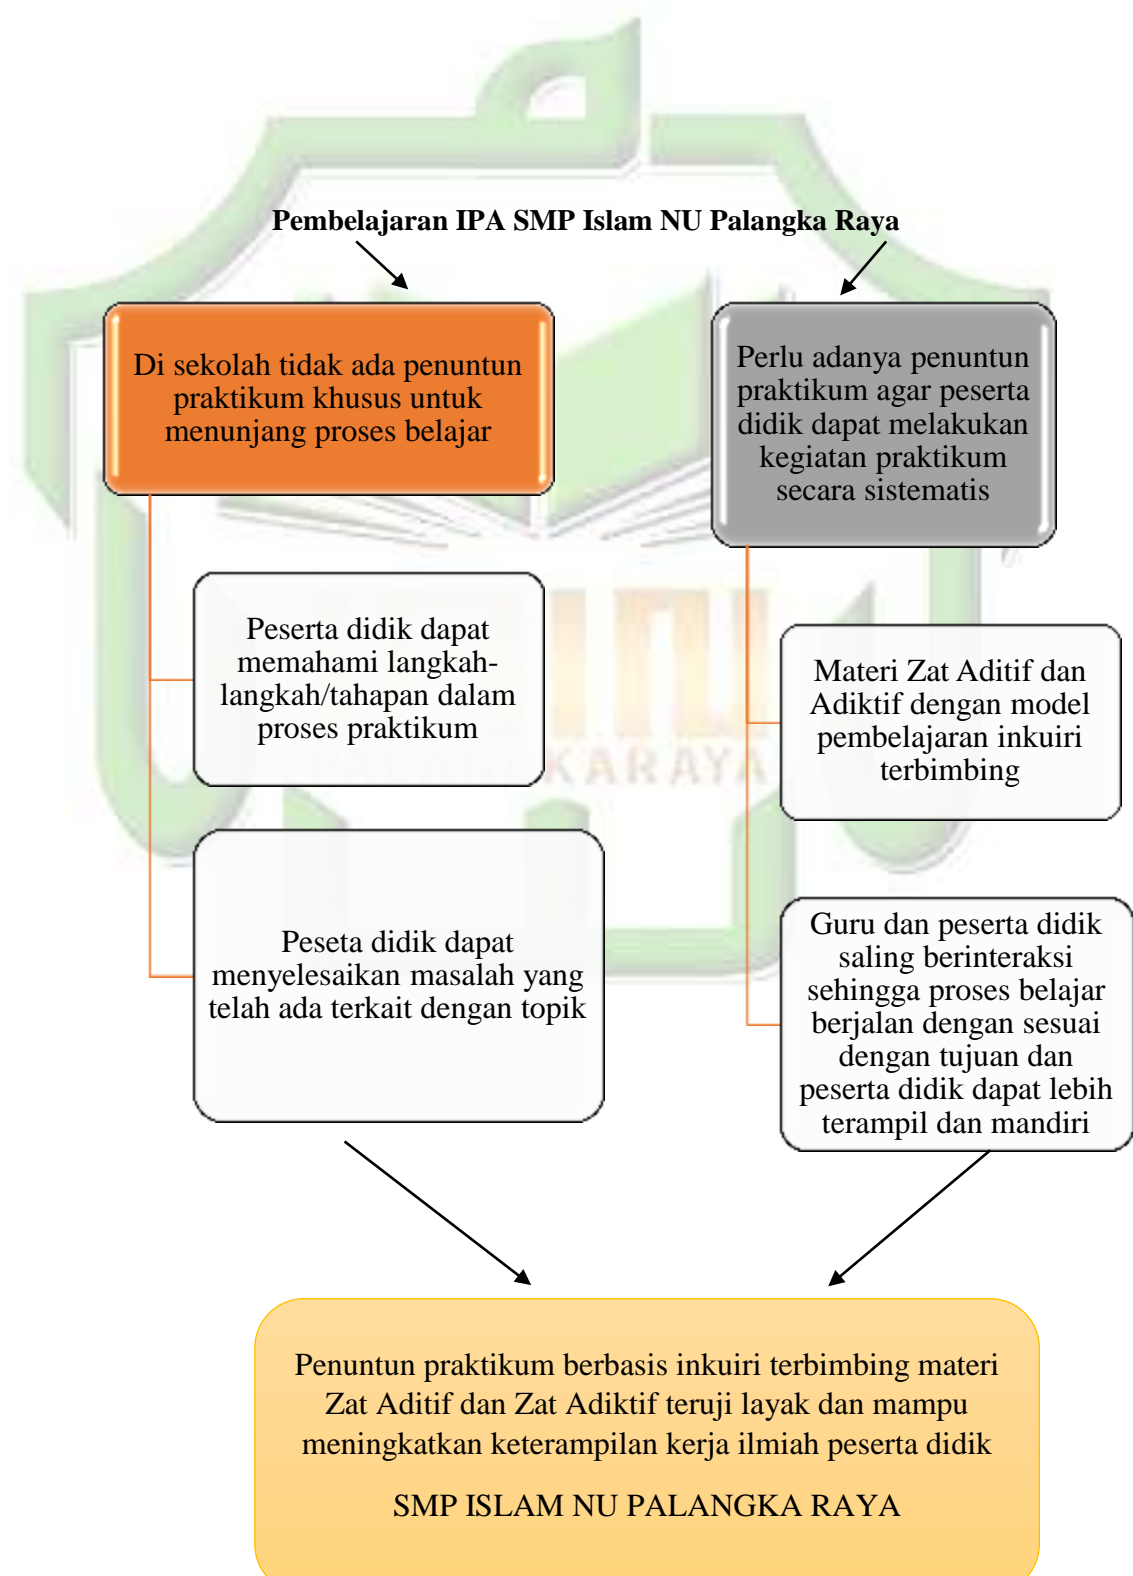 Pembelajaran IPA SMP Islam NU Palangka Raya
Di sekolah tidak ada penuntun
praktikum khusus untuk
menunjang proses belajar
Peserta didik dapat
memahami langkah-
langkah/tahapan dalam
proses praktikum
Peseta didik dapat
menyelesaikan masalah yang
telah ada terkait dengan topik
Perlu adanya penuntun
praktikum agar peserta
didik dapat melakukan
kegiatan praktikum
secara sistematis
Materi Zat Aditif dan
Adiktif dengan model
pembelajaran inkuiri
terbimbing
Guru dan peserta didik
saling berinteraksi
sehingga proses belajar
berjalan dengan sesuai
dengan tujuan dan
peserta didik dapat lebih
terampil dan mandiri
Penuntun praktikum berbasis inkuiri terbimbing materi
Zat Aditif dan Zat Adiktif teruji layak dan mampu
meningkatkan keterampilan kerja ilmiah peserta didik
SMP ISLAM NU PALANGKA RAYA
PALANGKARAYA